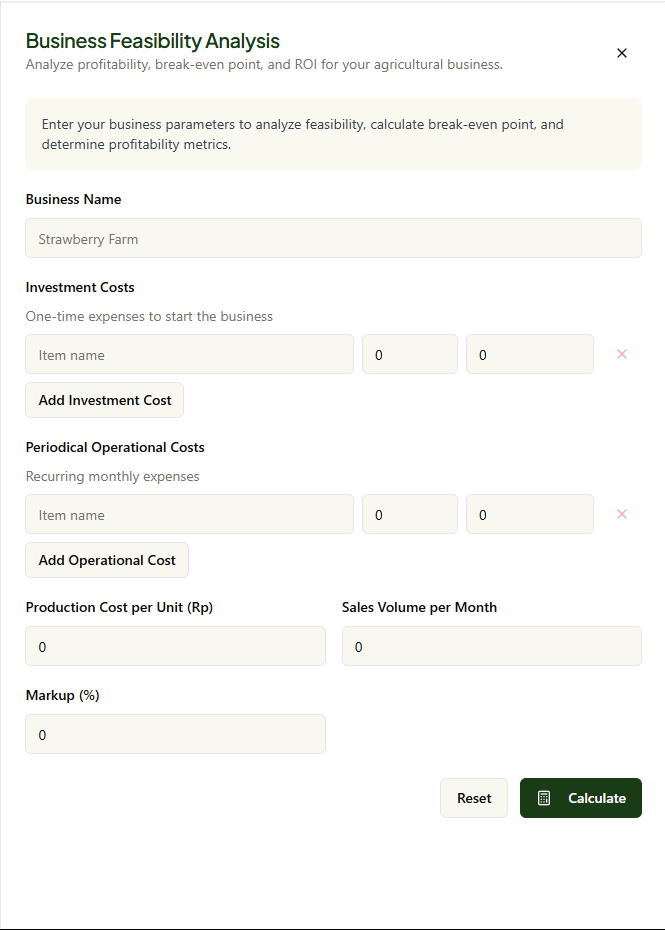 Business Feasibility Analysis
Analyze profitability, break-even point, and ROI for your agricultural business.
Enter your business parameters to analyze feasibility, calculate break-even point, and
determine profitability metrics.
Business Name
Strawberry Farm
Investment Costs
One-time expenses to start the business
Item name 0 0
Add Investment Cost
Periodical Operational Costs
Recurring monthly expenses
Item name 0 0
Add Operational Cost
Production Cost per Unit (Rp) Sales Volume per Month
0 0
Markup (%)
0
Reset Calculate